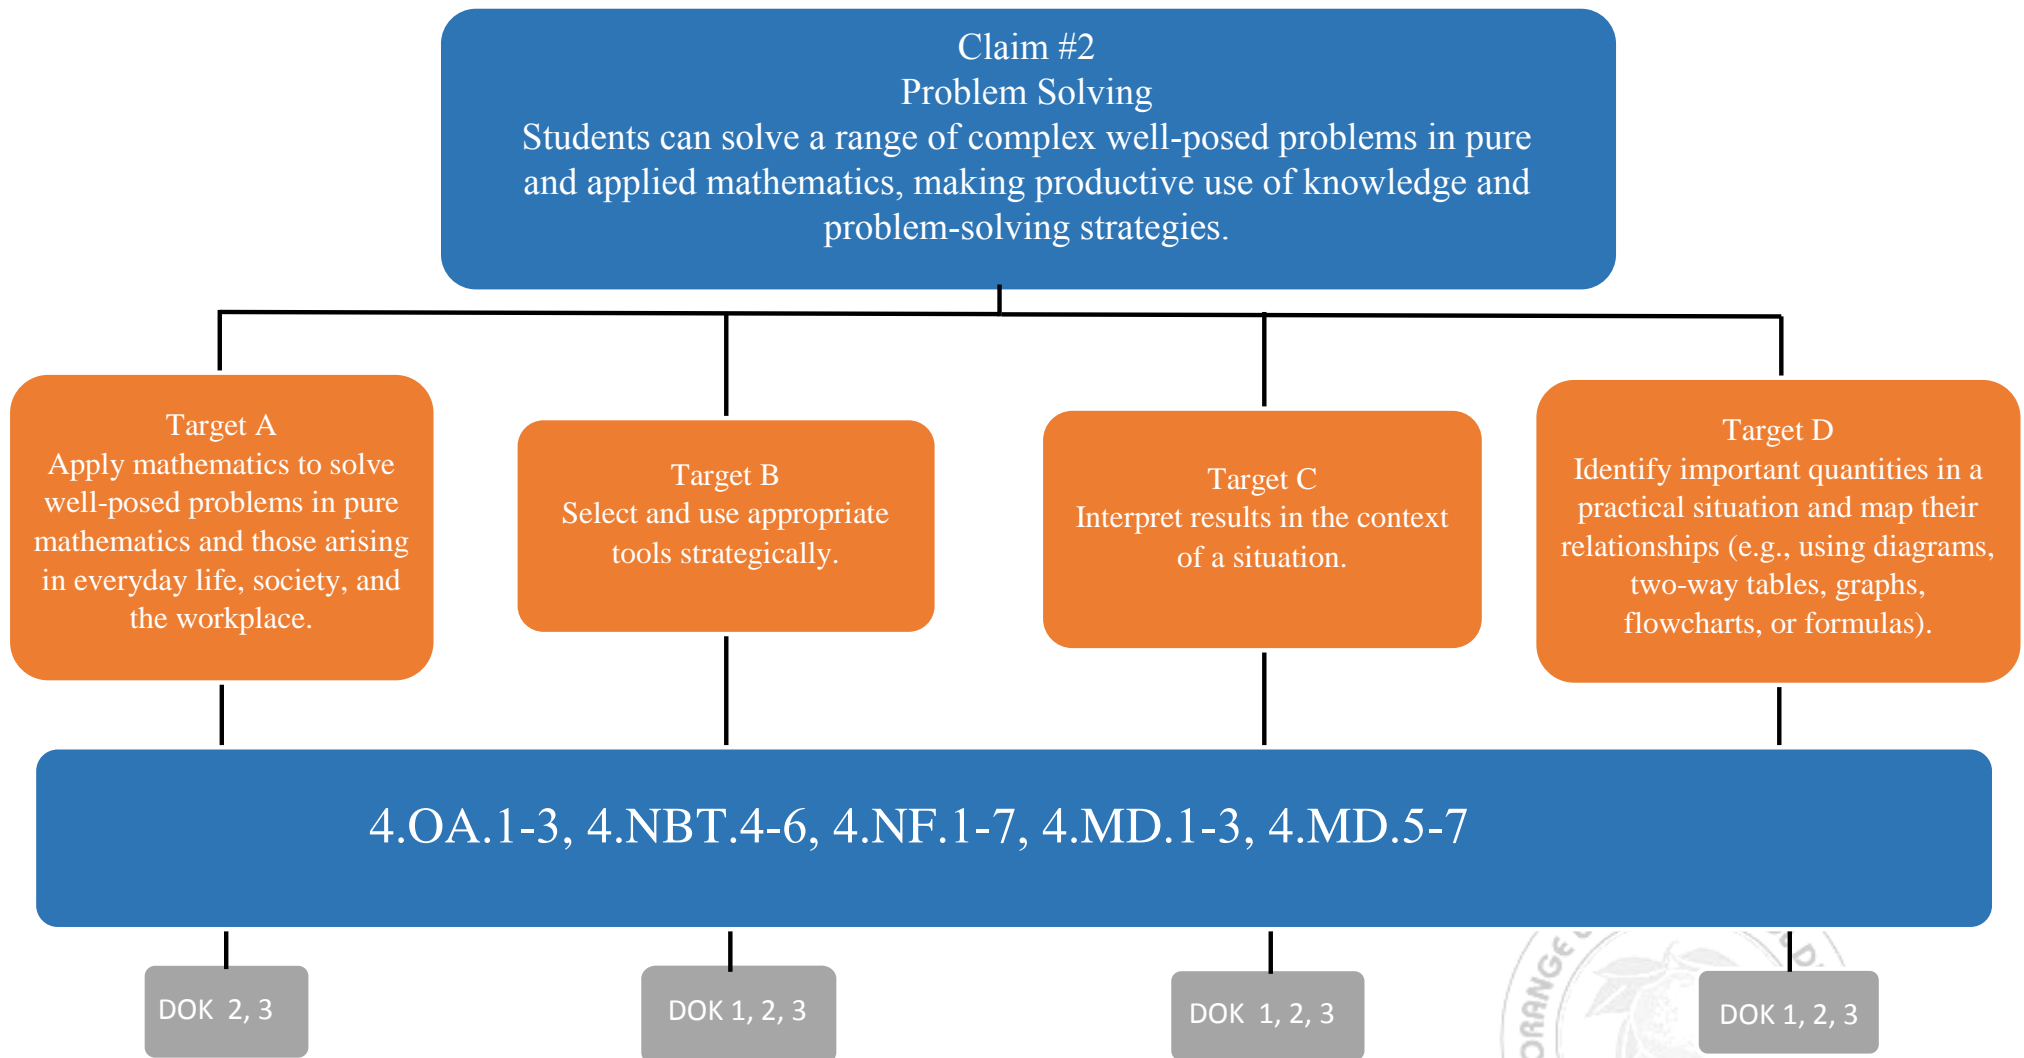 Claim #2
Problem Solving
Students can solve a range of complex well-posed problems in pure
and applied mathematics, making productive use of knowledge and
problem-solving strategies.
Target A
Apply mathematics to solve
well-posed problems in pure
mathematics and those arising
in everyday life, society, and
the workplace.
Target B
Select and use appropriate
tools strategically.
Target C
Interpret results in the context
of a situation.
Target D
Identify important quantities in a
practical situation and map their
relationships (e.g., using diagrams,
two-way tables, graphs,
flowcharts, or formulas).
4.OA.1-3, 4.NBT.4-6, 4.NF.1-7, 4.MD.1-3, 4.MD.5-7
DOK 2, 3
DOK 1, 2, 3
DOK 1, 2, 3
DOK 1, 2, 3
ORANGE